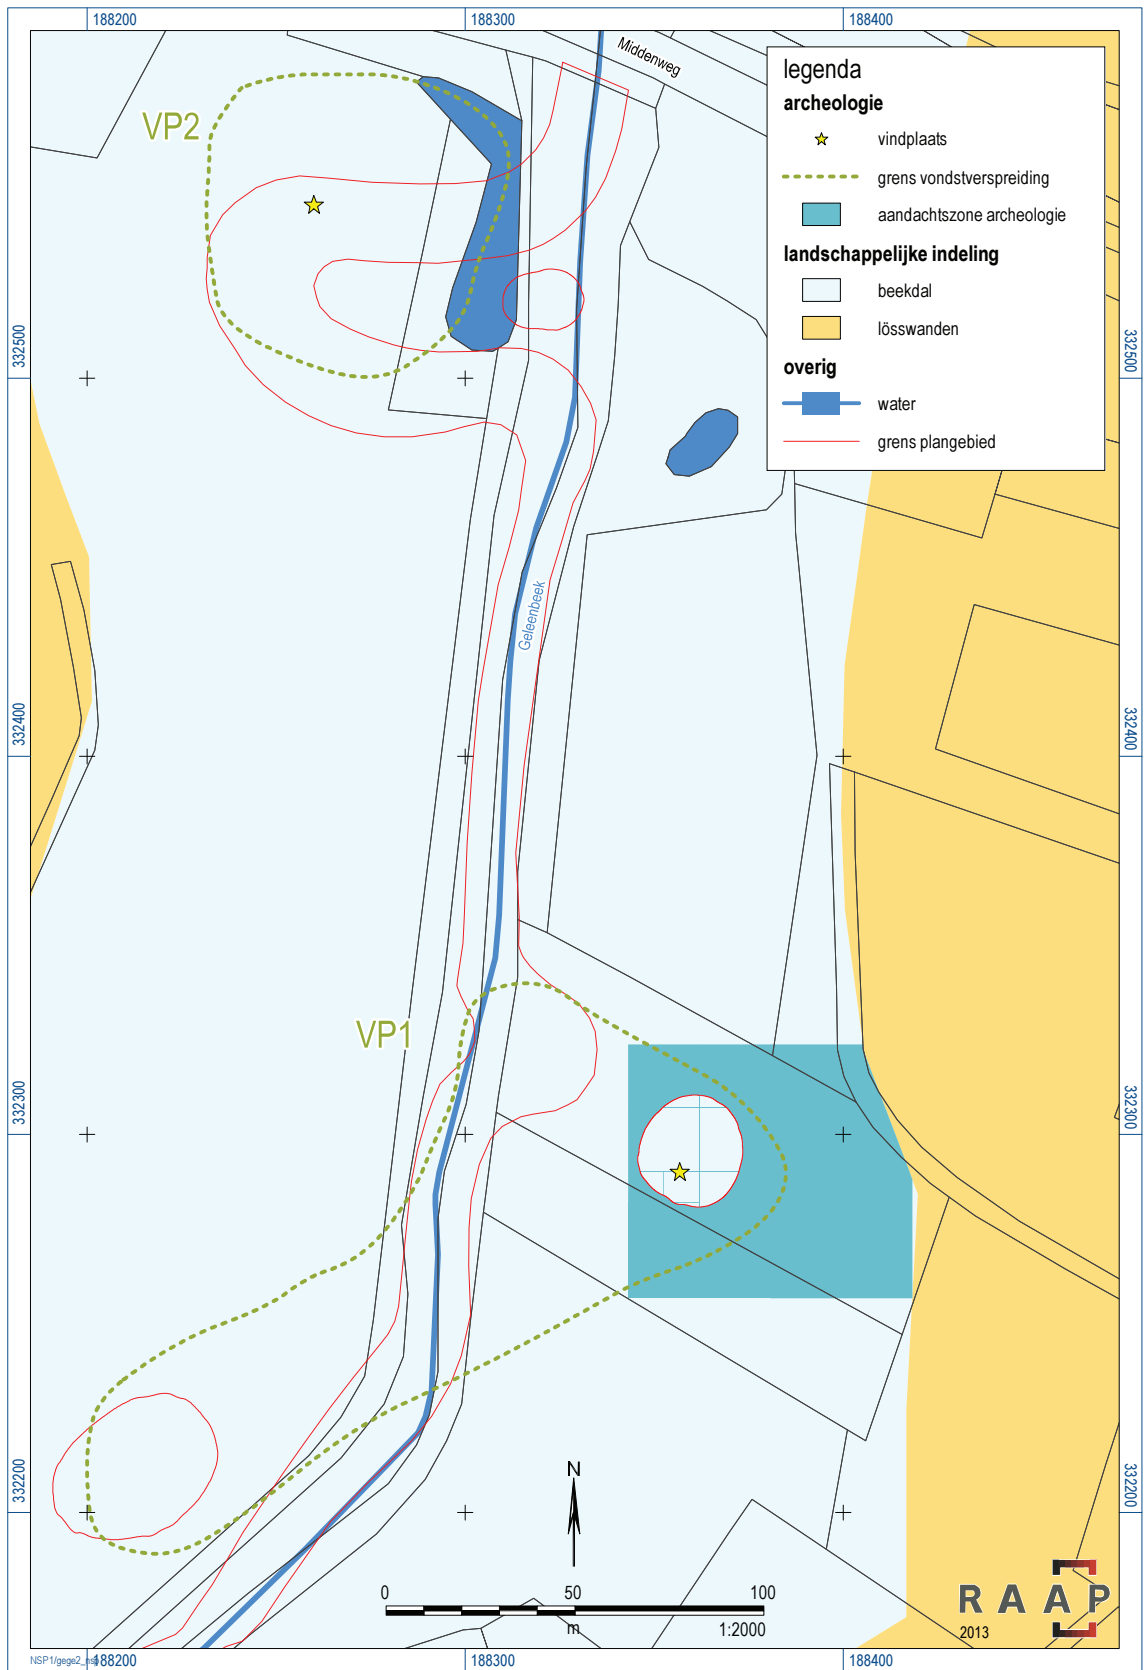 188200
188300
188400
Middenweg
legenda
archeologie
vindplaats
grens vondstverspreiding
aandachtszone archeologie
landschappelijke indeling
beekdal
lösswanden
overig
water
grens plangebied
VP2
332500
332500
Geleenbeek
332400
332400
VP1
332300
332300
332200
332200
N
0 50 100
m 1:2000
RAAP
2013
188200
188300
188400